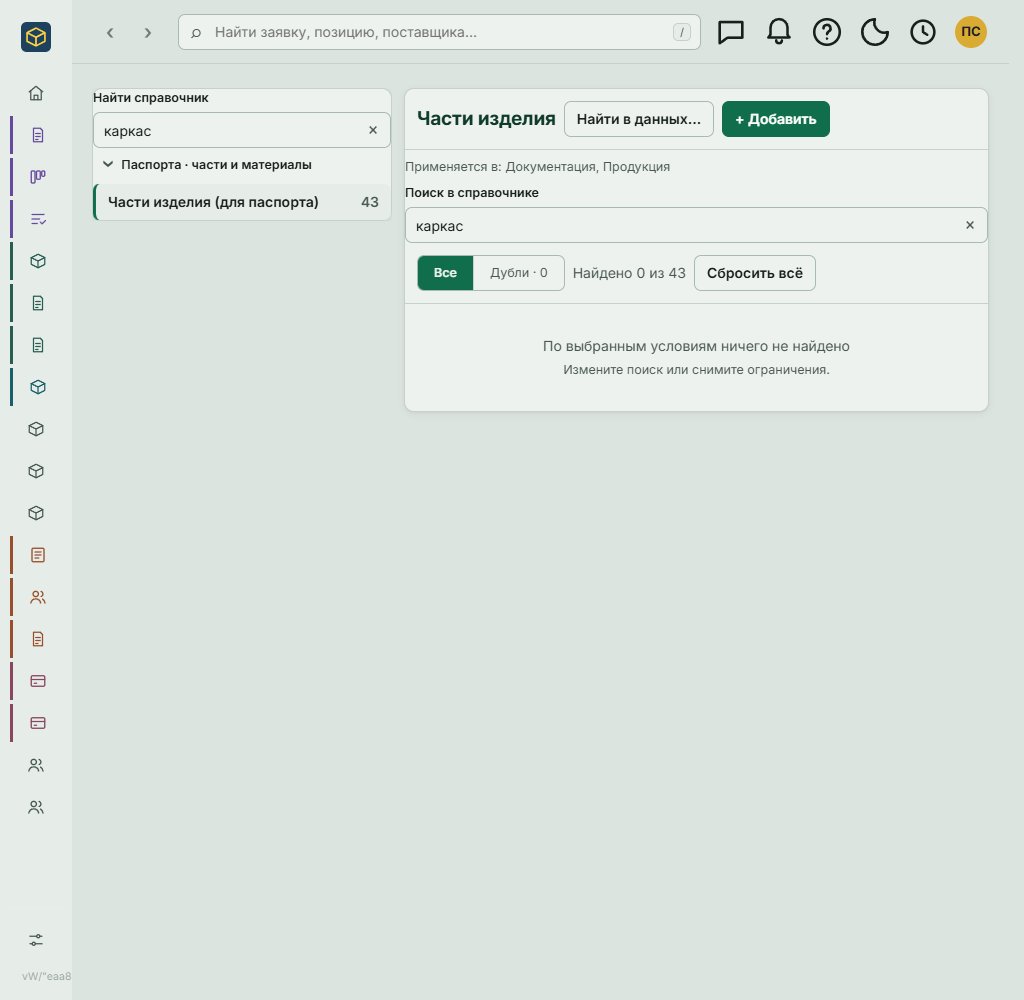 Найти заявку, позицию, поставщика...
/
ПС
Найти справочник
каркас
Паспорта · части и материалы
Части изделия (для паспорта) 43
Части изделия
Найти в данных...
+ Добавить
Применяется в: Документация, Продукция
Поиск в справочнике
каркас
Все
Дубли · 0
Найдено 0 из 43
Сбросить всё
По выбранным условиям ничего не найдено
Измените поиск или снимите ограничения.
vW/"eaa8